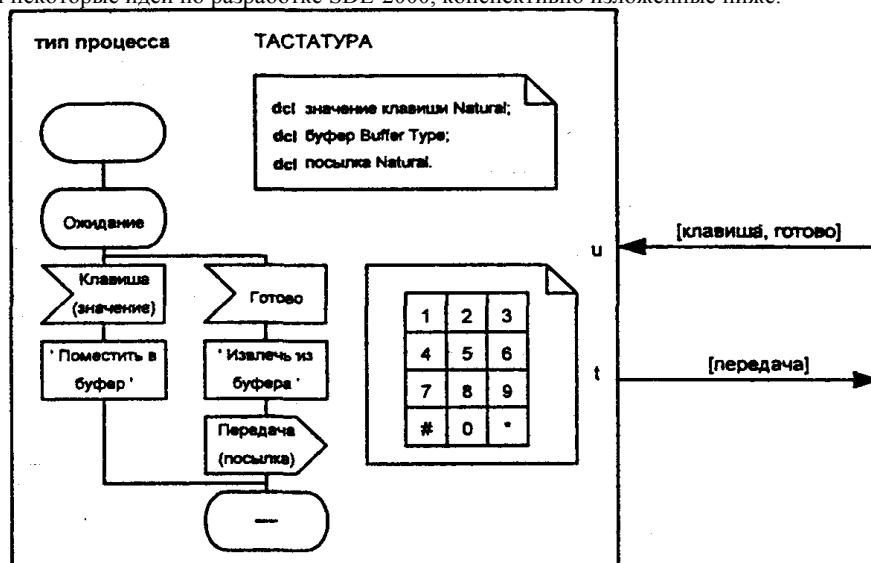 некоторые идеи по разработке SDL-2000, конспективно изложенные ниже.
тип процесса ТАСТАТУРА
dcl значение клавиши Natural;
dcl буфер Buffer Type;
dcl посылка Natural.
Ожидание
Клавиша
(значение)
Готово
' Поместить в
буфер '
' Извлечь из
буфера '
Передача
(посылка)
—
1 2 3
4 5 6
7 8 9
# 0 *
u
[клавиша, готово]
t
[передача]